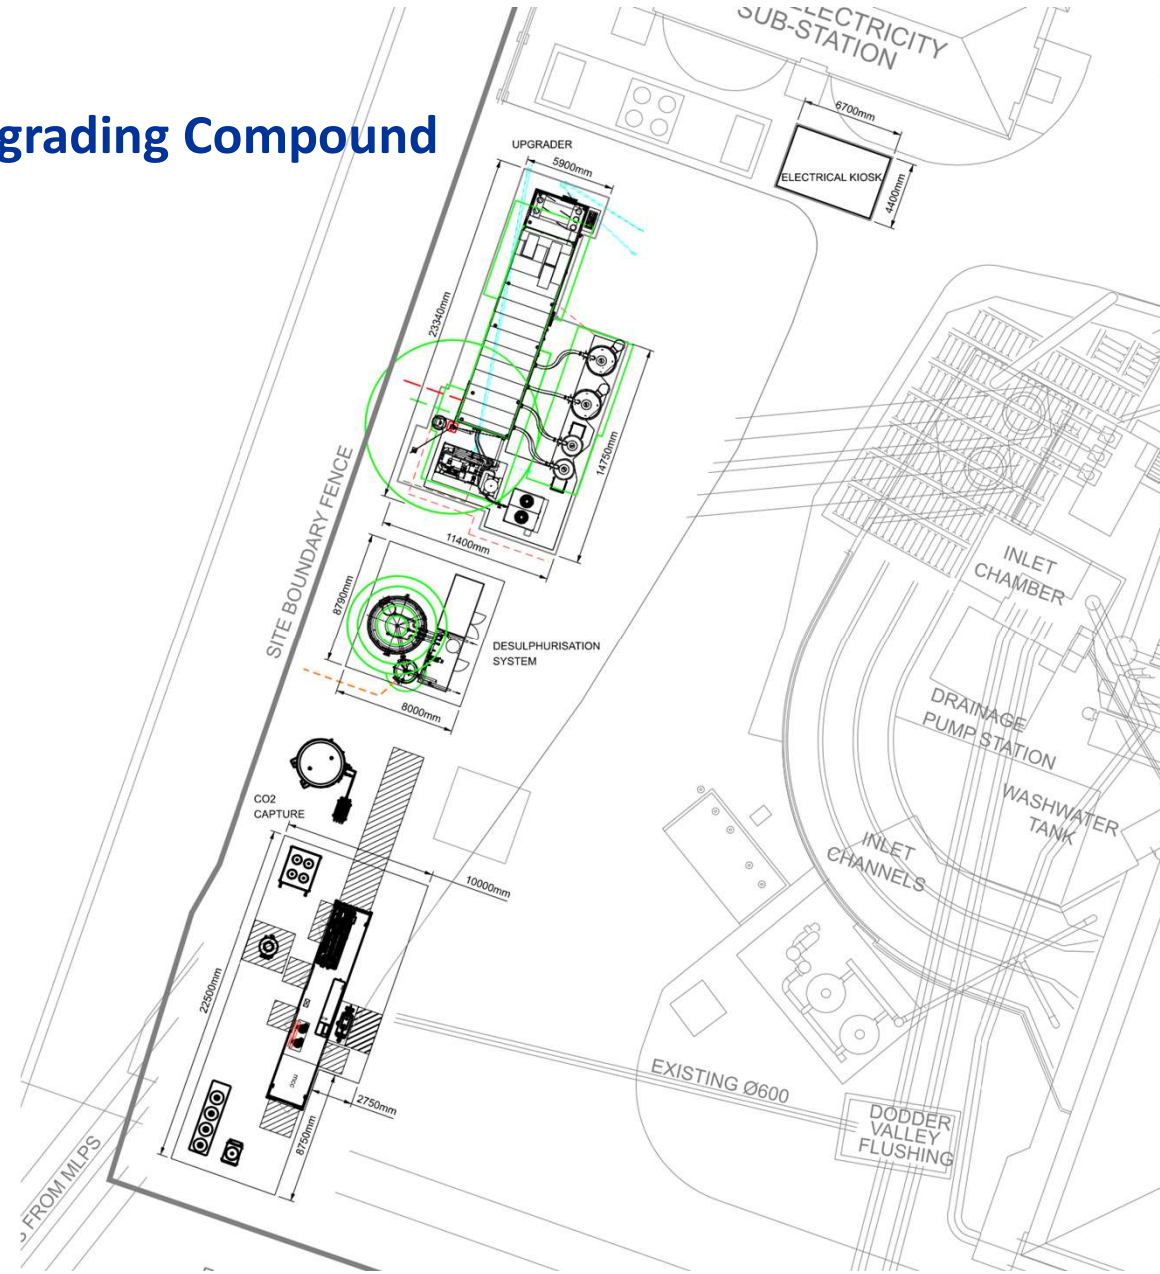 ELECTRICITY
SUB-STATION
grading Compound
6700mm
UPGRADER
5900mm
ELECTRICAL KIOSK
4400mm
23340mm
14750mm
SITE BOUNDARY FENCE
11400mm
8790mm
INLET
CHAMBER
DESULPHURISATION
SYSTEM
8000mm
DRAINAGE
PUMP STATION
CO2
CAPTURE
WASHWATER
TANK
INLET
CHANNELS
10000mm
22500mm
EXISTING Ø600
MCC
2750mm
8750mm
DODDER
VALLEY
FLUSHING
FROM MLPS